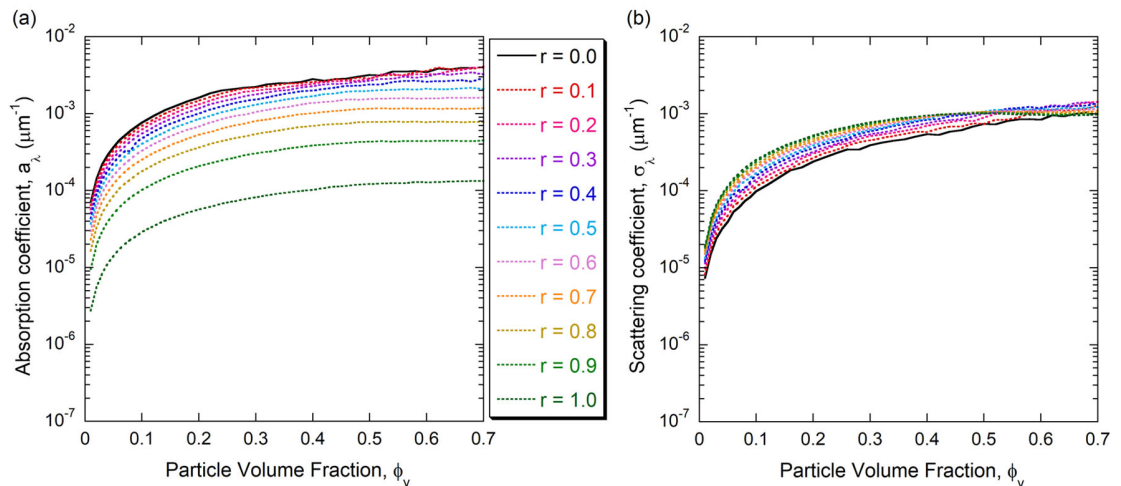 (a)
10⁻²
10⁻³
10⁻⁴
10⁻⁵
10⁻⁶
10⁻⁷
Absorption coefficient, a_λ (μm⁻¹)
0 0.1 0.2 0.3 0.4 0.5 0.6 0.7
Particle Volume Fraction, ϕ_v
r = 0.0
r = 0.1
r = 0.2
r = 0.3
r = 0.4
r = 0.5
r = 0.6
r = 0.7
r = 0.8
r = 0.9
r = 1.0
(b)
10⁻²
10⁻³
10⁻⁴
10⁻⁵
10⁻⁶
10⁻⁷
Scattering coefficient, σ_λ (μm⁻¹)
0 0.1 0.2 0.3 0.4 0.5 0.6 0.7
Particle Volume Fraction, ϕ_v